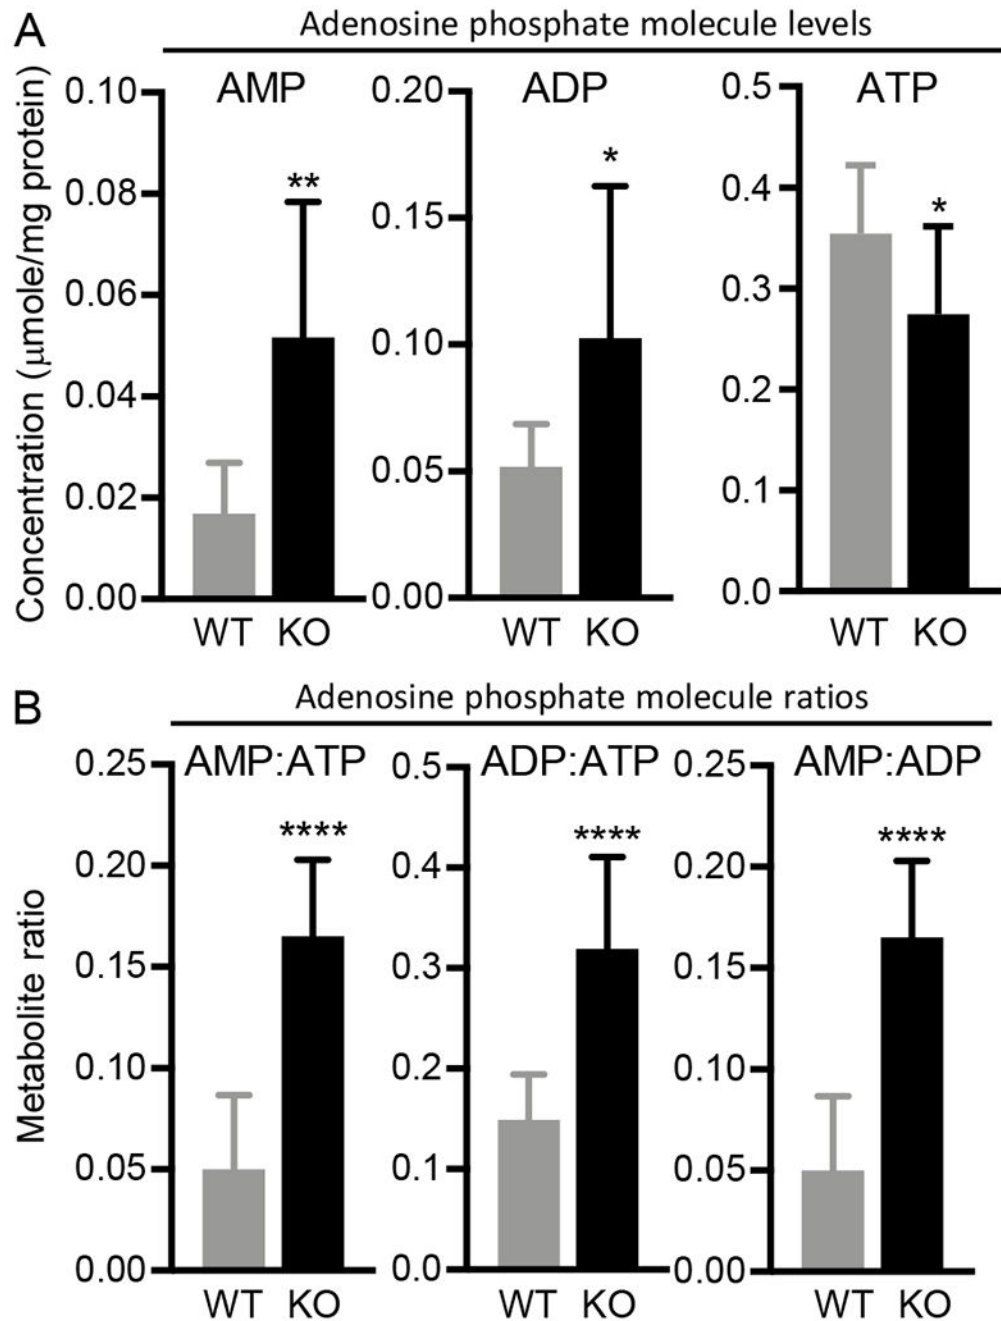 A
Adenosine phosphate molecule levels
Concentration (μmole/mg protein)
AMP
0.10
0.08
0.06
0.04
0.02
0.00
**
WT KO
ADP
0.20
0.15
0.10
0.05
0.00
*
WT KO
ATP
0.5
0.4
0.3
0.2
0.1
0.0
*
WT KO
B
Adenosine phosphate molecule ratios
Metabolite ratio
AMP:ATP
0.25
0.20
0.15
0.10
0.05
0.00
****
WT KO
ADP:ATP
0.5
0.4
0.3
0.2
0.1
0.0
****
WT KO
AMP:ADP
0.25
0.20
0.15
0.10
0.05
0.00
****
WT KO